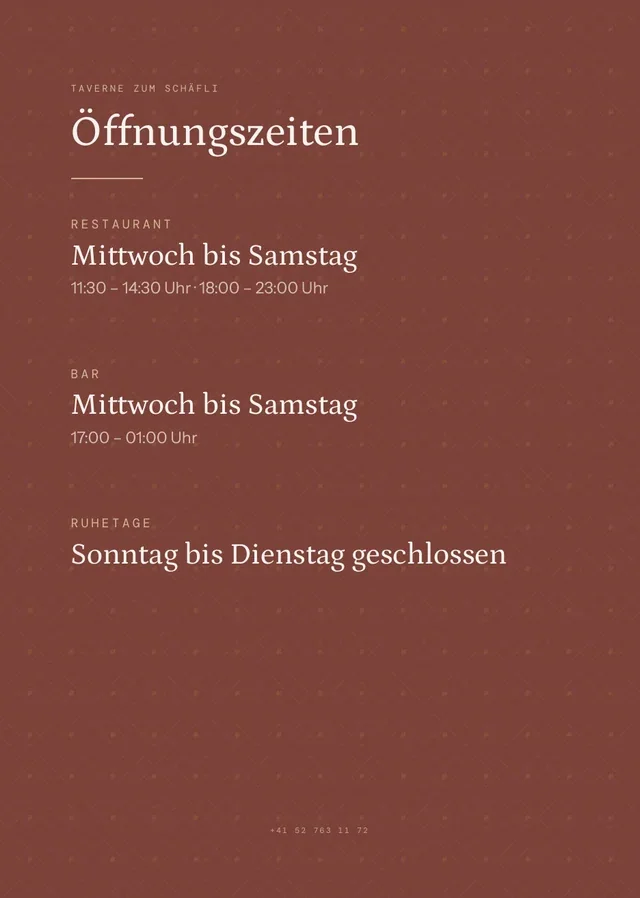 TAVERNE ZUM SCHÄFLI
Öffnungszeiten
RESTAURANT
Mittwoch bis Samstag
11:30 – 14:30 Uhr · 18:00 – 23:00 Uhr
BAR
Mittwoch bis Samstag
17:00 – 01:00 Uhr
RUHETAGE
Sonntag bis Dienstag geschlossen
+41 52 763 11 72